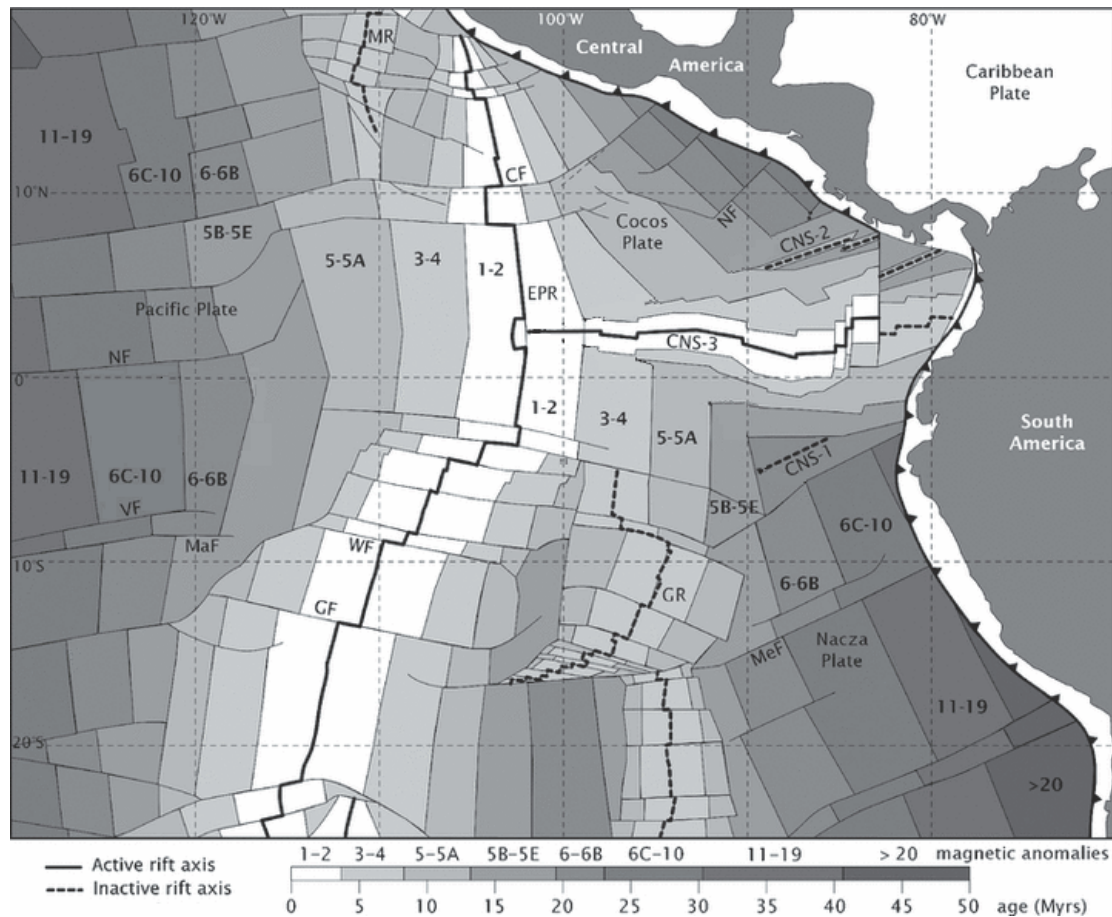 120°W
100°W
80°W
MR
Central
America
Caribbean
Plate
11-19
6C-10
6-6B
CF
10°N
NF
Cocos
Plate
CNS-2
5B-5E
5-5A
3-4
1-2
EPR
Pacific Plate
CNS-3
NF
0°
1-2
3-4
5-5A
South
America
11-19
6C-10
6-6B
CNS-1
5B-5E
6C-10
VF
MaF
WF
10°S
GR
6-6B
GF
MeF
Nacza
Plate
11-19
20°S
>20
1-2 3-4 5-5A 5B-5E 6-6B 6C-10 11-19 > 20 magnetic anomalies
Active rift axis
Inactive rift axis
0 5 10 15 20 25 30 35 40 45 50 age (Myrs)